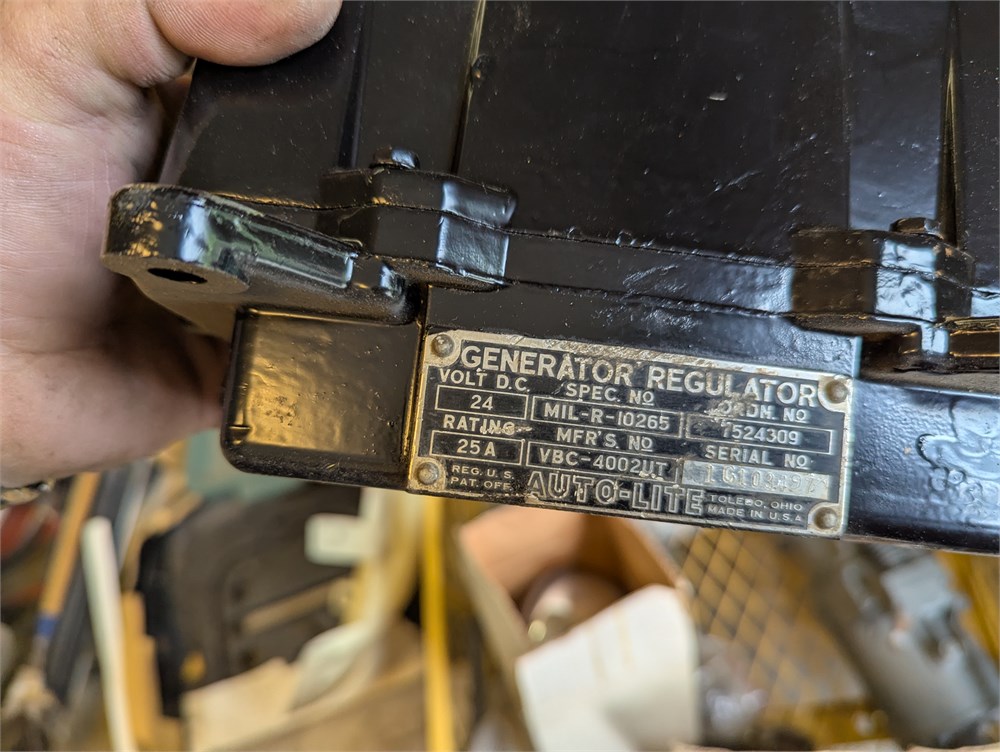 GENERATOR REGULATOR
VOLT D.C. SPEC. NO ORDN. NO
24 MIL-R-10265 7524309
RATING MFR'S. NO SERIAL NO
25A VBC-4002UT
REG. U.S. PAT. OFF. AUTO-LITE TOLEDO, OHIO
MADE IN U.S.A.